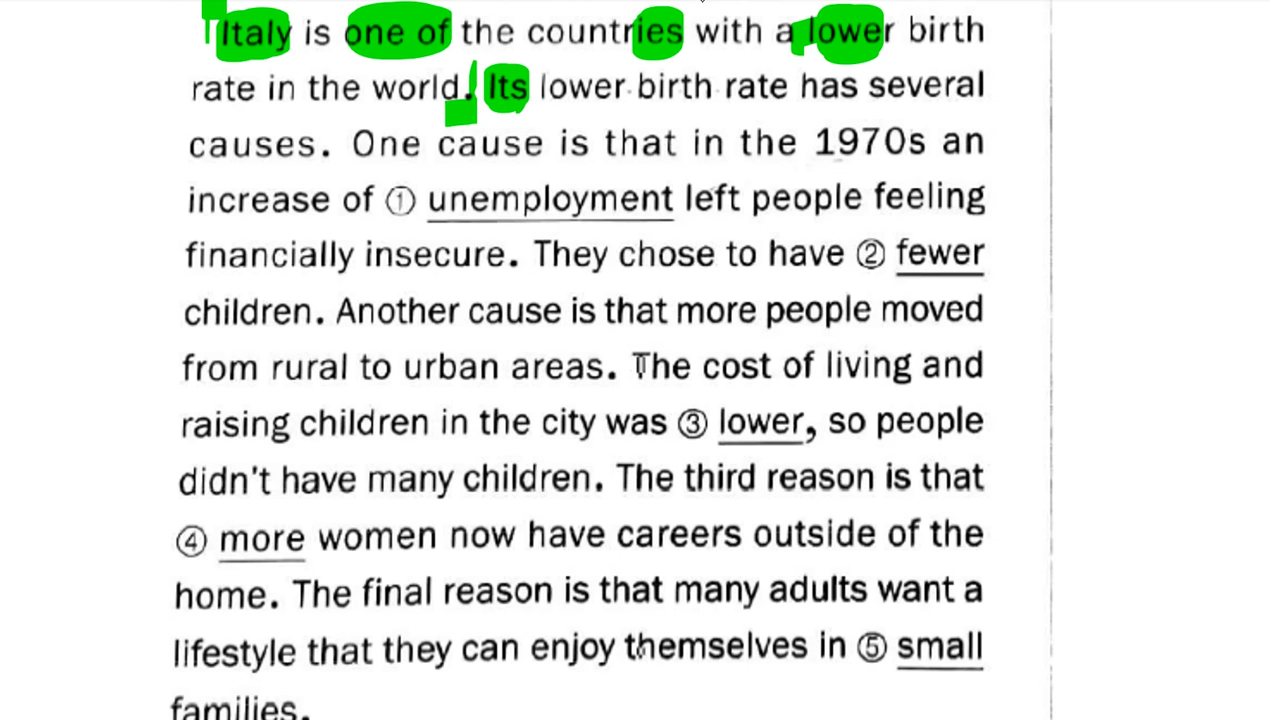 Italy is one of the countries with a lower birth
rate in the world. Its lower birth rate has several
causes. One cause is that in the 1970s an
increase of ① unemployment left people feeling
financially insecure. They chose to have ② fewer
children. Another cause is that more people moved
from rural to urban areas. The cost of living and
raising children in the city was ③ lower, so people
didn't have many children. The third reason is that
④ more women now have careers outside of the
home. The final reason is that many adults want a
lifestyle that they can enjoy themselves in ⑤ small
families.